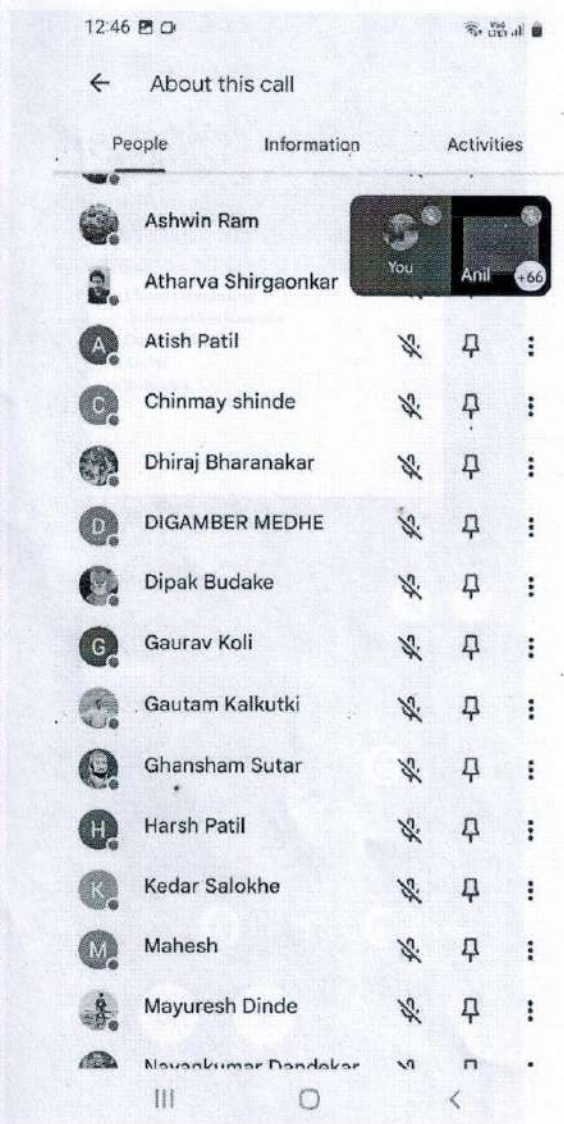 12:46
About this call
People Information Activities
Ashwin Ram
You Anil +66
Atharva Shirgaonkar
A Atish Patil
C Chinmay shinde
Dhiraj Bharanakar
D DIGAMBER MEDHE
Dipak Budake
G Gaurav Koli
Gautam Kalkutki
Ghansham Sutar
H Harsh Patil
K Kedar Salokhe
M Mahesh
Mayuresh Dinde
Nayankumar Dandekar